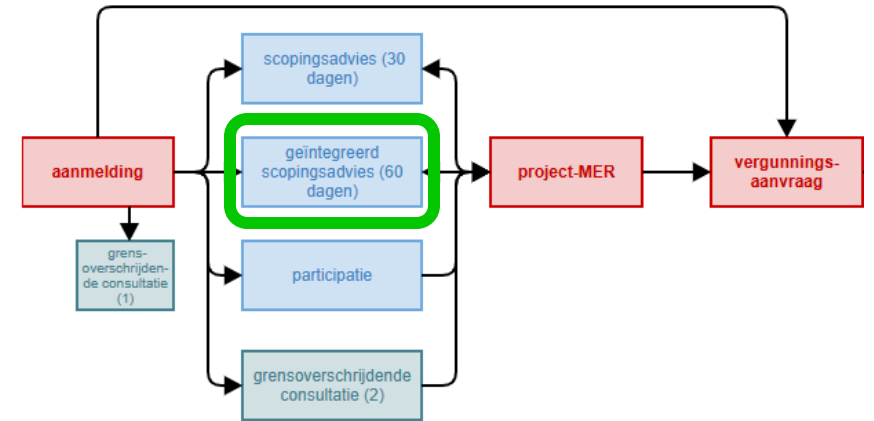 scopingsadvies (30
dagen)
aanmelding
geïntegreerd
scopingsadvies (60
dagen)
project-MER
vergunnings-
aanvraag
grens-
overschrijden-
de consultatie
(1)
participatie
grensoverschrijdende
consultatie (2)